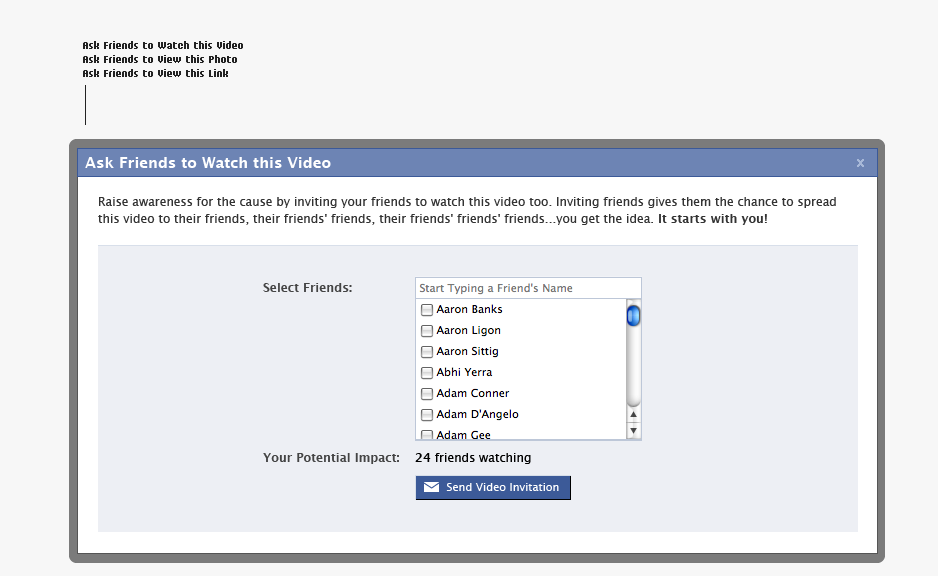 Ask Friends to Watch this Video
Ask Friends to View this Photo
Ask Friends to View this Link
Ask Friends to Watch this Video x
Raise awareness for the cause by inviting your friends to watch this video too. Inviting friends gives them the chance to spread
this video to their friends, their friends' friends, their friends' friends' friends...you get the idea. It starts with you!
Select Friends:
Start Typing a Friend's Name
Aaron Banks
Aaron Ligon
Aaron Sittig
Abhi Yerra
Adam Conner
Adam D'Angelo
Adam Gee
Your Potential Impact: 24 friends watching
Send Video Invitation